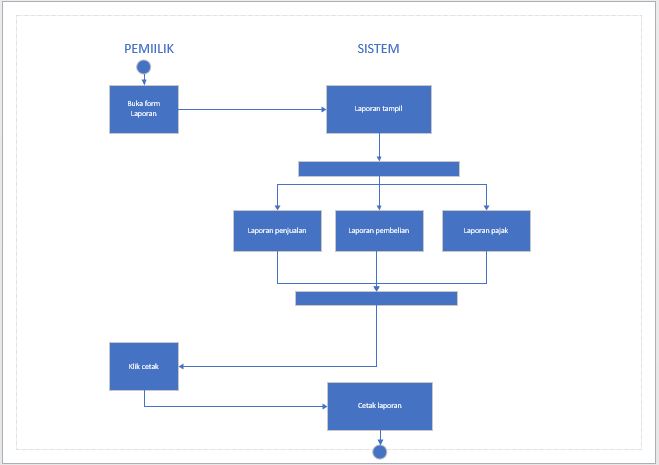 PEMIILIK
SISTEM
Buka form
Laporan
Laporan tampil
Laporan penjualan
Laporan pembelian
Laporan pajak
Klik cetak
Cetak laporan